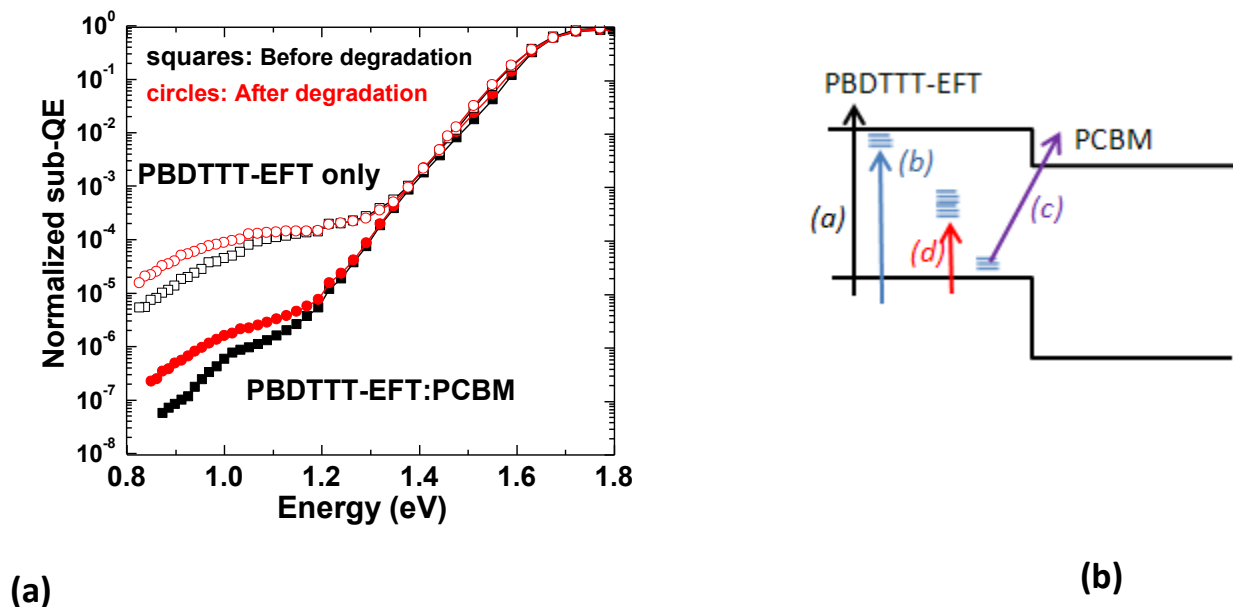 10^0
10^-1
10^-2
10^-3
10^-4
10^-5
10^-6
10^-7
10^-8
Normalized sub-QE
squares: Before degradation
circles: After degradation
PBDTTT-EFT only
PBDTTT-EFT:PCBM
0.8 1.0 1.2 1.4 1.6 1.8
Energy (eV)
(a)
PBDTTT-EFT
PCBM
(a)
(b)
(c)
(d)
(b)